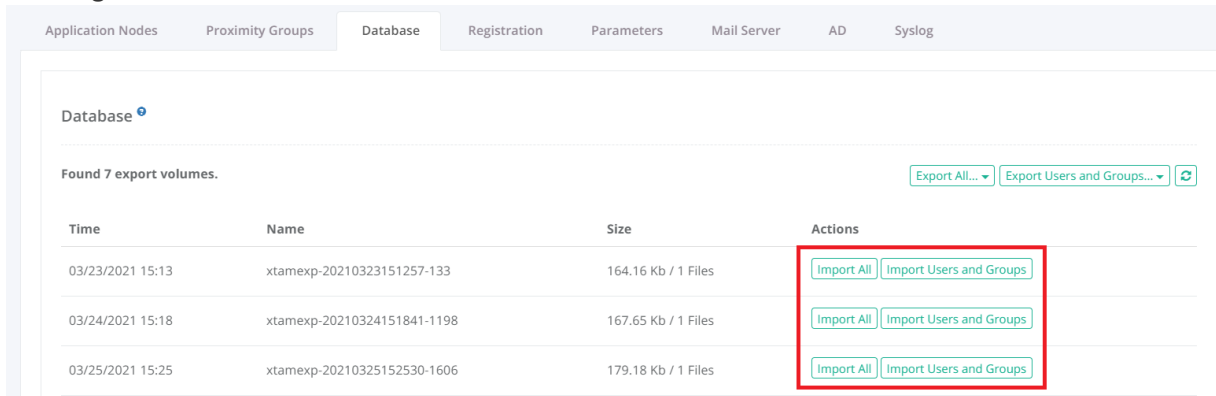 Application Nodes Proximity Groups Database Registration Parameters Mail Server AD Syslog
Database
Found 7 export volumes. Export All... Export Users and Groups...
Time Name Size Actions
03/23/2021 15:13 xtamexp-20210323151257-133 164.16 Kb / 1 Files Import All Import Users and Groups
03/24/2021 15:18 xtamexp-20210324151841-1198 167.65 Kb / 1 Files Import All Import Users and Groups
03/25/2021 15:25 xtamexp-20210325152530-1606 179.18 Kb / 1 Files Import All Import Users and Groups